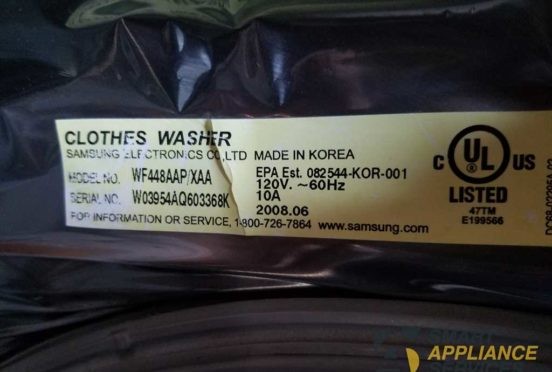 CLOTHES WASHER
SAMSUNG ELECTRONICS CO,LTD MADE IN KOREA
MODEL NO. WF448AAP/XAA EPA Est. 082544-KOR-001
120V. ~60Hz
SERIAL NO. W03954AQ603368K 10A
2008.06
FOR INFORMATION OR SERVICE, 1-800-726-7864 www.samsung.com
C UL US
LISTED
47TM
E199566
SMART
APPLIANCE
SERVICES